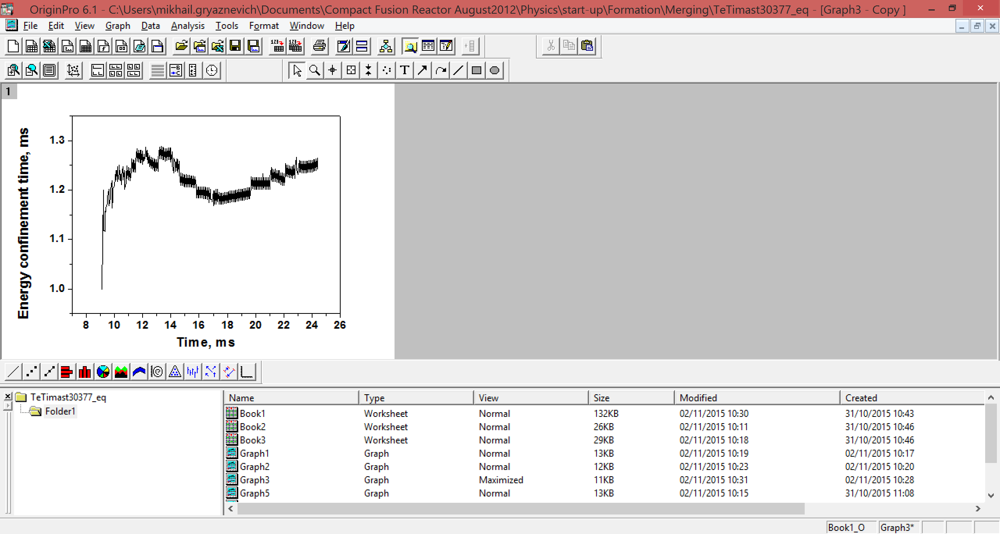 OriginPro 6.1 - C:\Users\mikhail.gryaznevich\Documents\Compact Fusion Reactor August2012\Physics\start-up\Formation\Merging\TeTimast30377_eq - [Graph3 - Copy ]
File Edit View Graph Data Analysis Tools Format Window Help
1
Energy confinement time, ms
1.3
1.2
1.1
1.0
8 10 12 14 16 18 20 22 24 26
Time, ms
TeTimast30377_eq
Folder1
Name Type View Size Modified Created
Book1 Worksheet Normal 132KB 02/11/2015 10:30 31/10/2015 10:43
Book2 Worksheet Normal 26KB 02/11/2015 10:11 31/10/2015 10:46
Book3 Worksheet Normal 29KB 02/11/2015 10:18 31/10/2015 10:46
Graph1 Graph Normal 13KB 02/11/2015 10:19 02/11/2015 10:17
Graph2 Graph Normal 12KB 02/11/2015 10:23 02/11/2015 10:20
Graph3 Graph Maximized 11KB 02/11/2015 10:31 02/11/2015 10:28
Graph5 Graph Normal 13KB 02/11/2015 10:15 31/10/2015 11:08
Book1_O Graph3*